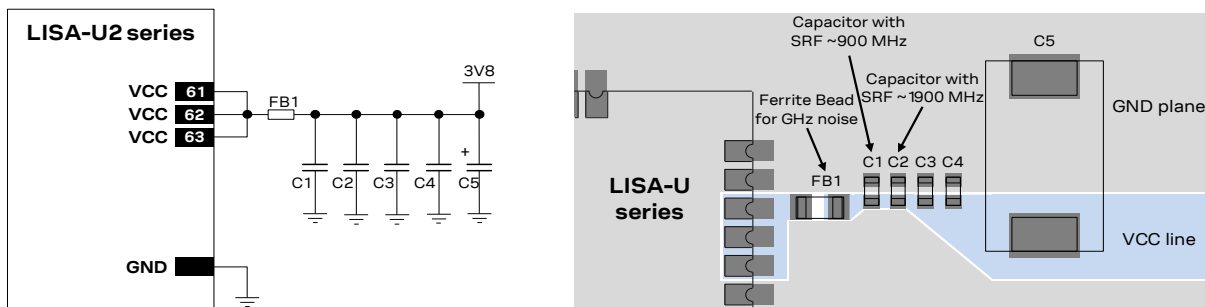 LISA-U2 series
VCC 61
VCC 62
VCC 63
FB1
3V8
+
C1 C2 C3 C4 C5
GND
Capacitor with
SRF ~900 MHz
Capacitor with
SRF ~1900 MHz
Ferrite Bead
for GHz noise
C5
GND plane
C1 C2 C3 C4
FB1
LISA-U
series
VCC line